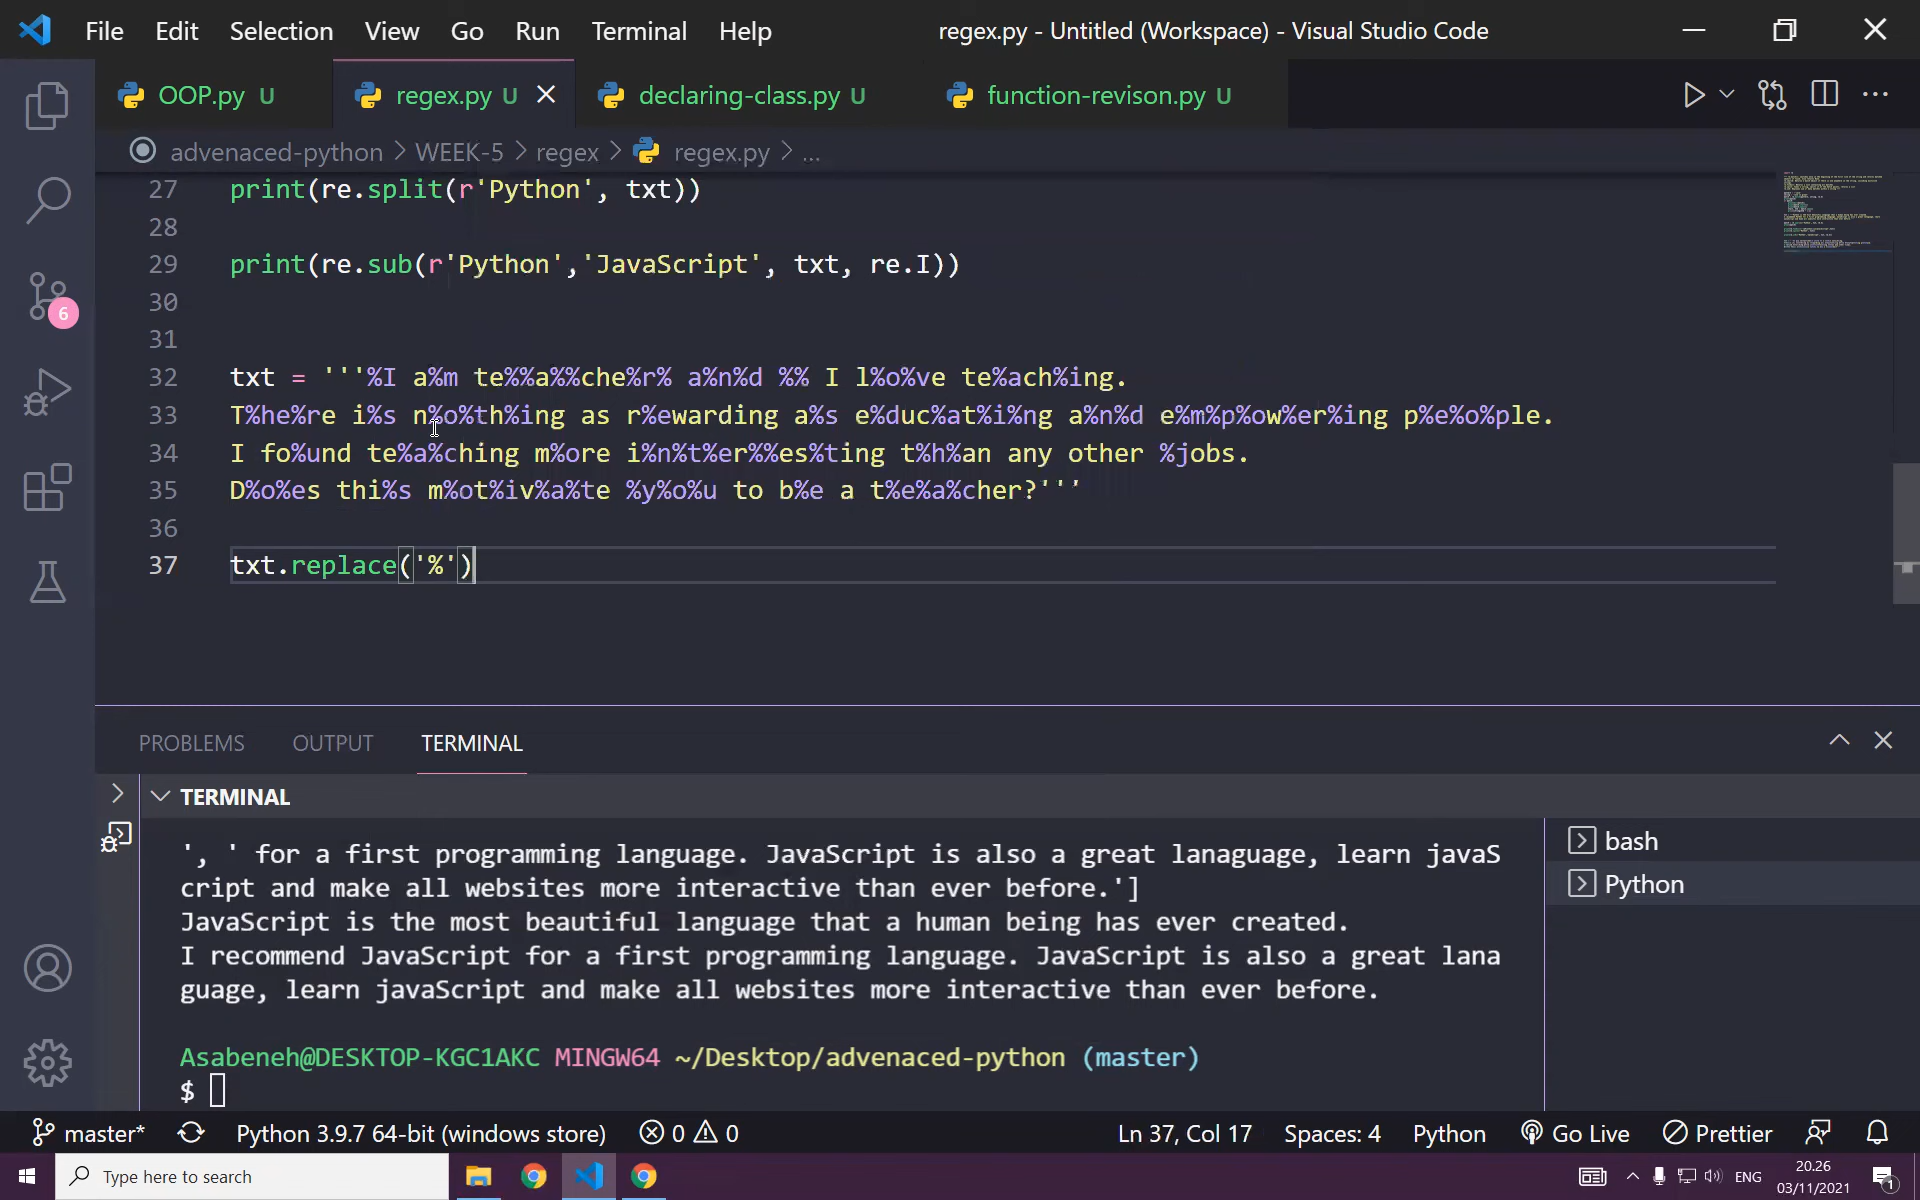 File Edit Selection View Go Run Terminal Help regex.py - Untitled (Workspace) - Visual Studio Code
OOP.py U regex.py U declaring-class.py U function-revison.py U
advenaced-python > WEEK-5 > regex > regex.py > ...
27 print(re.split(r'Python', txt))
28
29 print(re.sub(r'Python','JavaScript', txt, re.I))
30
31
32 txt = '''%I a%m te%%a%%che%r% a%n%d %% I l%o%ve te%ach%ing.
33 T%he%re i%s n%o%th%ing as r%ewarding a%s e%duc%at%i%ng a%n%d e%m%p%ow%er%ing p%e%o%ple.
34 I fo%und te%a%ching m%ore i%n%t%er%%es%ting t%h%an any other %jobs.
35 D%o%es thi%s m%ot%iv%a%te %y%o%u to b%e a t%e%a%cher?'''
36
37 txt.replace('%')
6
PROBLEMS OUTPUT TERMINAL
TERMINAL
', ' for a first programming language. JavaScript is also a great lanaguage, learn javaS
cript and make all websites more interactive than ever before.']
JavaScript is the most beautiful language that a human being has ever created.
I recommend JavaScript for a first programming language. JavaScript is also a great lana
guage, learn javaScript and make all websites more interactive than ever before.
Asabeneh@DESKTOP-KGC1AKC MINGW64 ~/Desktop/advenaced-python (master)
$
bash
Python
master* Python 3.9.7 64-bit (windows store) 0 0 Ln 37, Col 17 Spaces: 4 Python Go Live Prettier
Type here to search ENG 20.26
03/11/2021 1